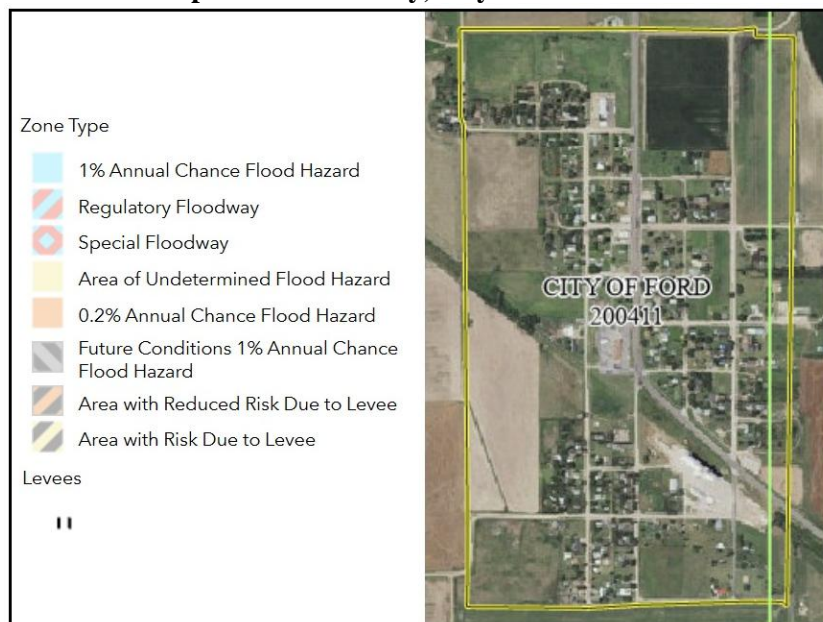 Zone Type
1% Annual Chance Flood Hazard
Regulatory Floodway
Special Floodway
Area of Undetermined Flood Hazard
0.2% Annual Chance Flood Hazard
Future Conditions 1% Annual Chance
Flood Hazard
Area with Reduced Risk Due to Levee
Area with Risk Due to Levee
Levees
CITY OF FORD
200411